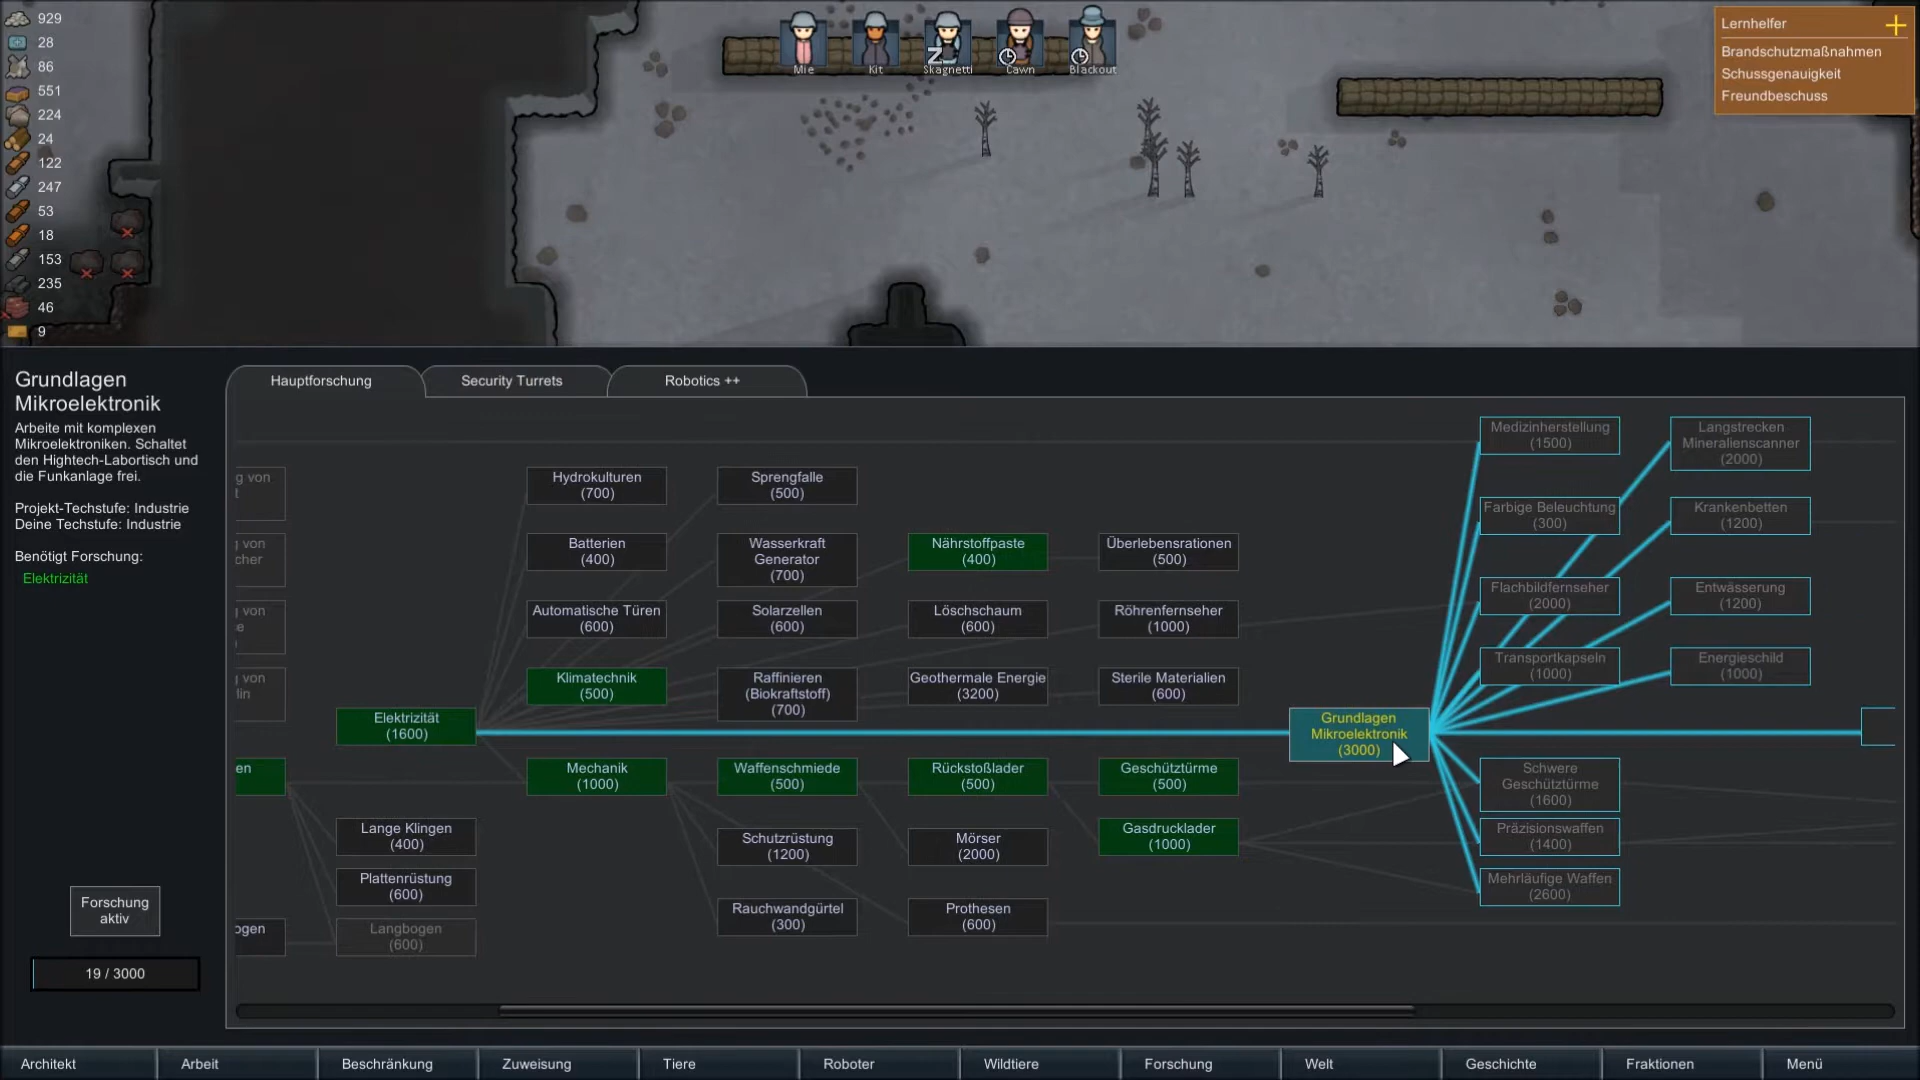 929
28
86
551
224
24
122
247
53
18
153
235
46
9
Mie
Kit
Skagnetti
Cawn
Blackout
Z
Lernhelfer
Brandschutzmaßnahmen
Schussgenauigkeit
Freundbeschuss
Grundlagen
Mikroelektronik
Arbeite mit komplexen
Mikroelektroniken. Schaltet
den Hightech-Labortisch und
die Funkanlage frei.
Projekt-Techstufe: Industrie
Deine Techstufe: Industrie
Benötigt Forschung:
Elektrizität
Forschung
aktiv
19 / 3000
Hauptforschung
Security Turrets
Robotics ++
g von
t
g von
cher
g von
e
g von
lin
en
ogen
Elektrizität
(1600)
Lange Klingen
(400)
Plattenrüstung
(600)
Langbogen
(600)
Hydrokulturen
(700)
Batterien
(400)
Automatische Türen
(600)
Klimatechnik
(500)
Mechanik
(1000)
Sprengfalle
(500)
Wasserkraft
Generator
(700)
Solarzellen
(600)
Raffinieren
(Biokraftstoff)
(700)
Waffenschmiede
(500)
Schutzrüstung
(1200)
Rauchwandgürtel
(300)
Nährstoffpaste
(400)
Löschschaum
(600)
Geothermale Energie
(3200)
Rückstoßlader
(500)
Mörser
(2000)
Prothesen
(600)
Überlebensrationen
(500)
Röhrenfernseher
(1000)
Sterile Materialien
(600)
Geschütztürme
(500)
Gasdrucklader
(1000)
Grundlagen
Mikroelektronik
(3000)
Medizinherstellung
(1500)
Farbige Beleuchtung
(300)
Flachbildfernseher
(2000)
Transportkapseln
(1000)
Schwere
Geschütztürme
(1600)
Präzisionswaffen
(1400)
Mehrläufige Waffen
(2600)
Langstrecken
Mineralienscanner
(2000)
Krankenbetten
(1200)
Entwässerung
(1200)
Energieschild
(1000)
Architekt
Arbeit
Beschränkung
Zuweisung
Tiere
Roboter
Wildtiere
Forschung
Welt
Geschichte
Fraktionen
Menü